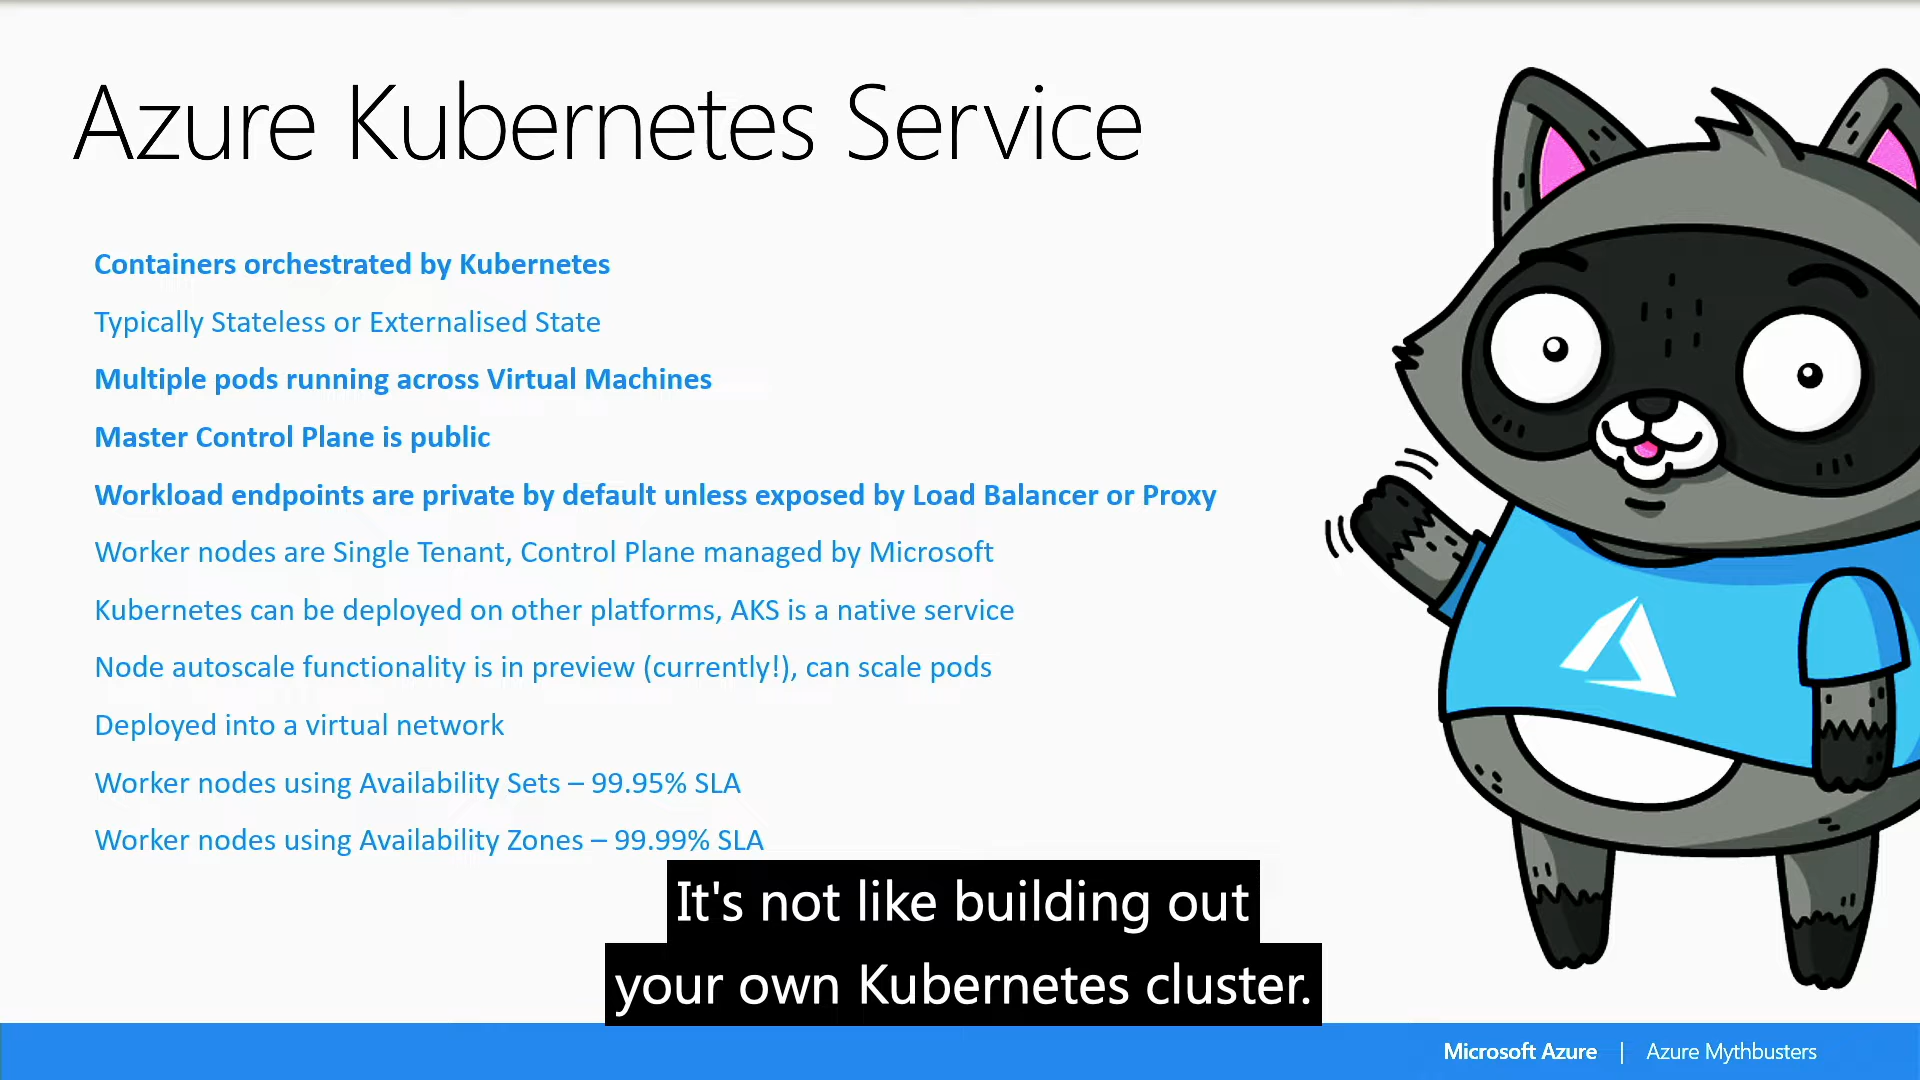 Azure Kubernetes Service
Containers orchestrated by Kubernetes
Typically Stateless or Externalised State
Multiple pods running across Virtual Machines
Master Control Plane is public
Workload endpoints are private by default unless exposed by Load Balancer or Proxy
Worker nodes are Single Tenant, Control Plane managed by Microsoft
Kubernetes can be deployed on other platforms, AKS is a native service
Node autoscale functionality is in preview (currently!), can scale pods
Deployed into a virtual network
Worker nodes using Availability Sets – 99.95% SLA
Worker nodes using Availability Zones – 99.99% SLA
It's not like building out
your own Kubernetes cluster.
Microsoft Azure | Azure Mythbusters